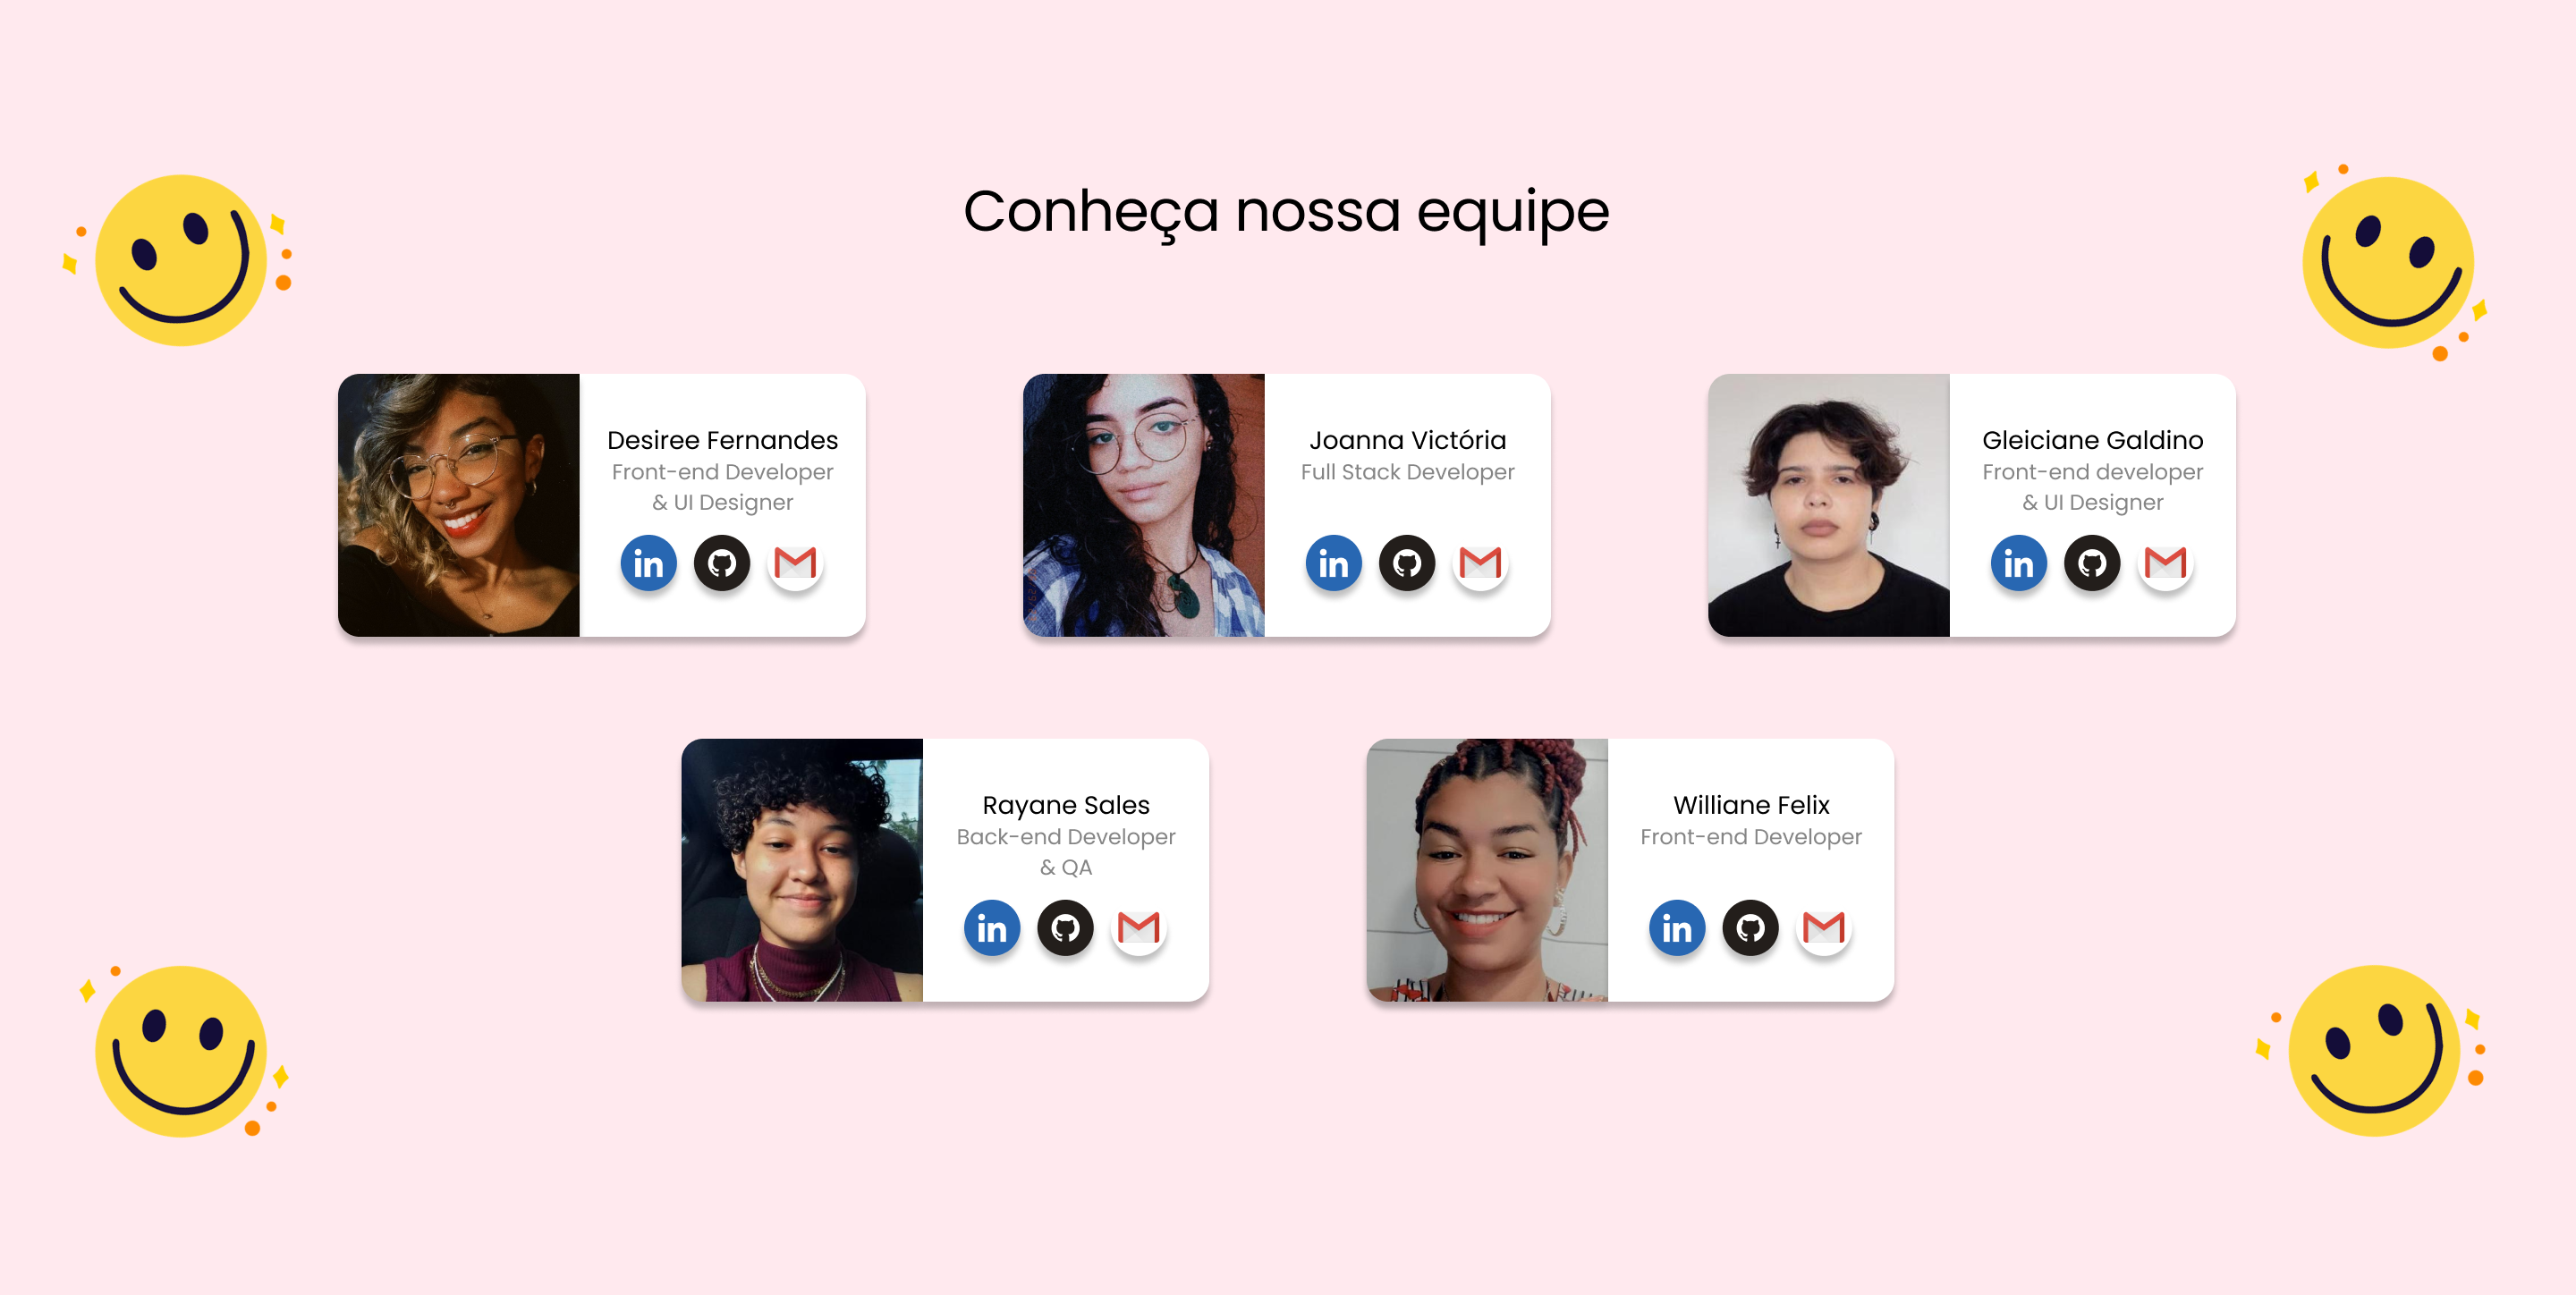 Conheça nossa equipe
Desiree Fernandes
Front-end Developer
& UI Designer
in
Joanna Victória
Full Stack Developer
in
Gleiciane Galdino
Front-end developer
& UI Designer
in
Rayane Sales
Back-end Developer
& QA
in
Williane Felix
Front-end Developer
in